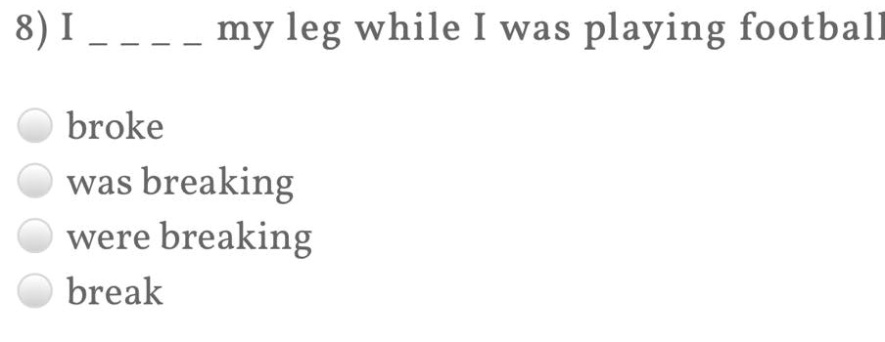 8) I _ _ _ _ my leg while I was playing football
broke
was breaking
were breaking
break